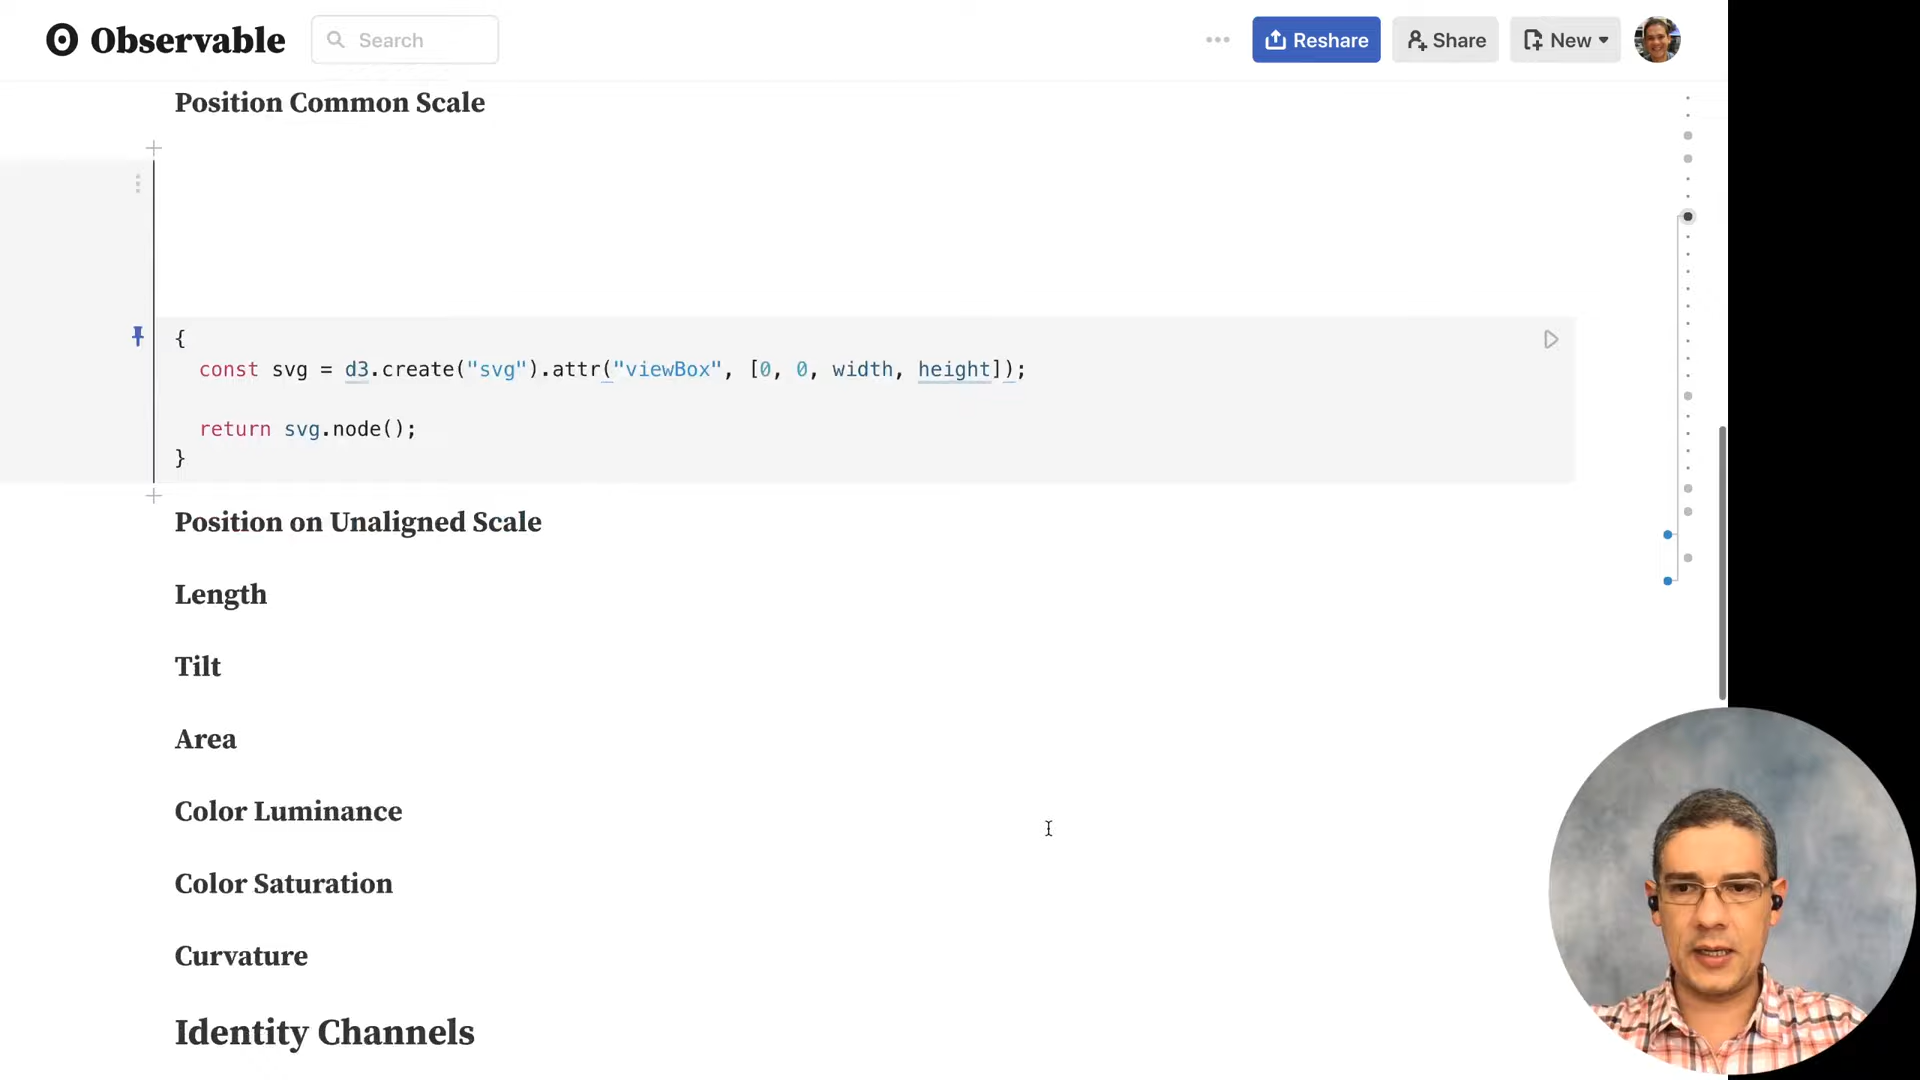 Observable
Search
Reshare
Share
New
Position Common Scale
{
const svg = d3.create("svg").attr("viewBox", [0, 0, width, height]);
return svg.node();
}
Position on Unaligned Scale
Length
Tilt
Area
Color Luminance
Color Saturation
Curvature
Identity Channels